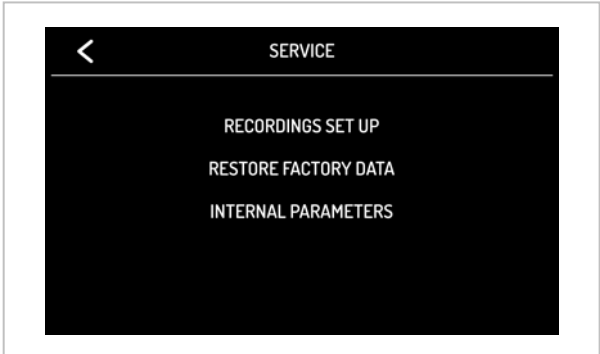 SERVICE
RECORDINGS SET UP
RESTORE FACTORY DATA
INTERNAL PARAMETERS